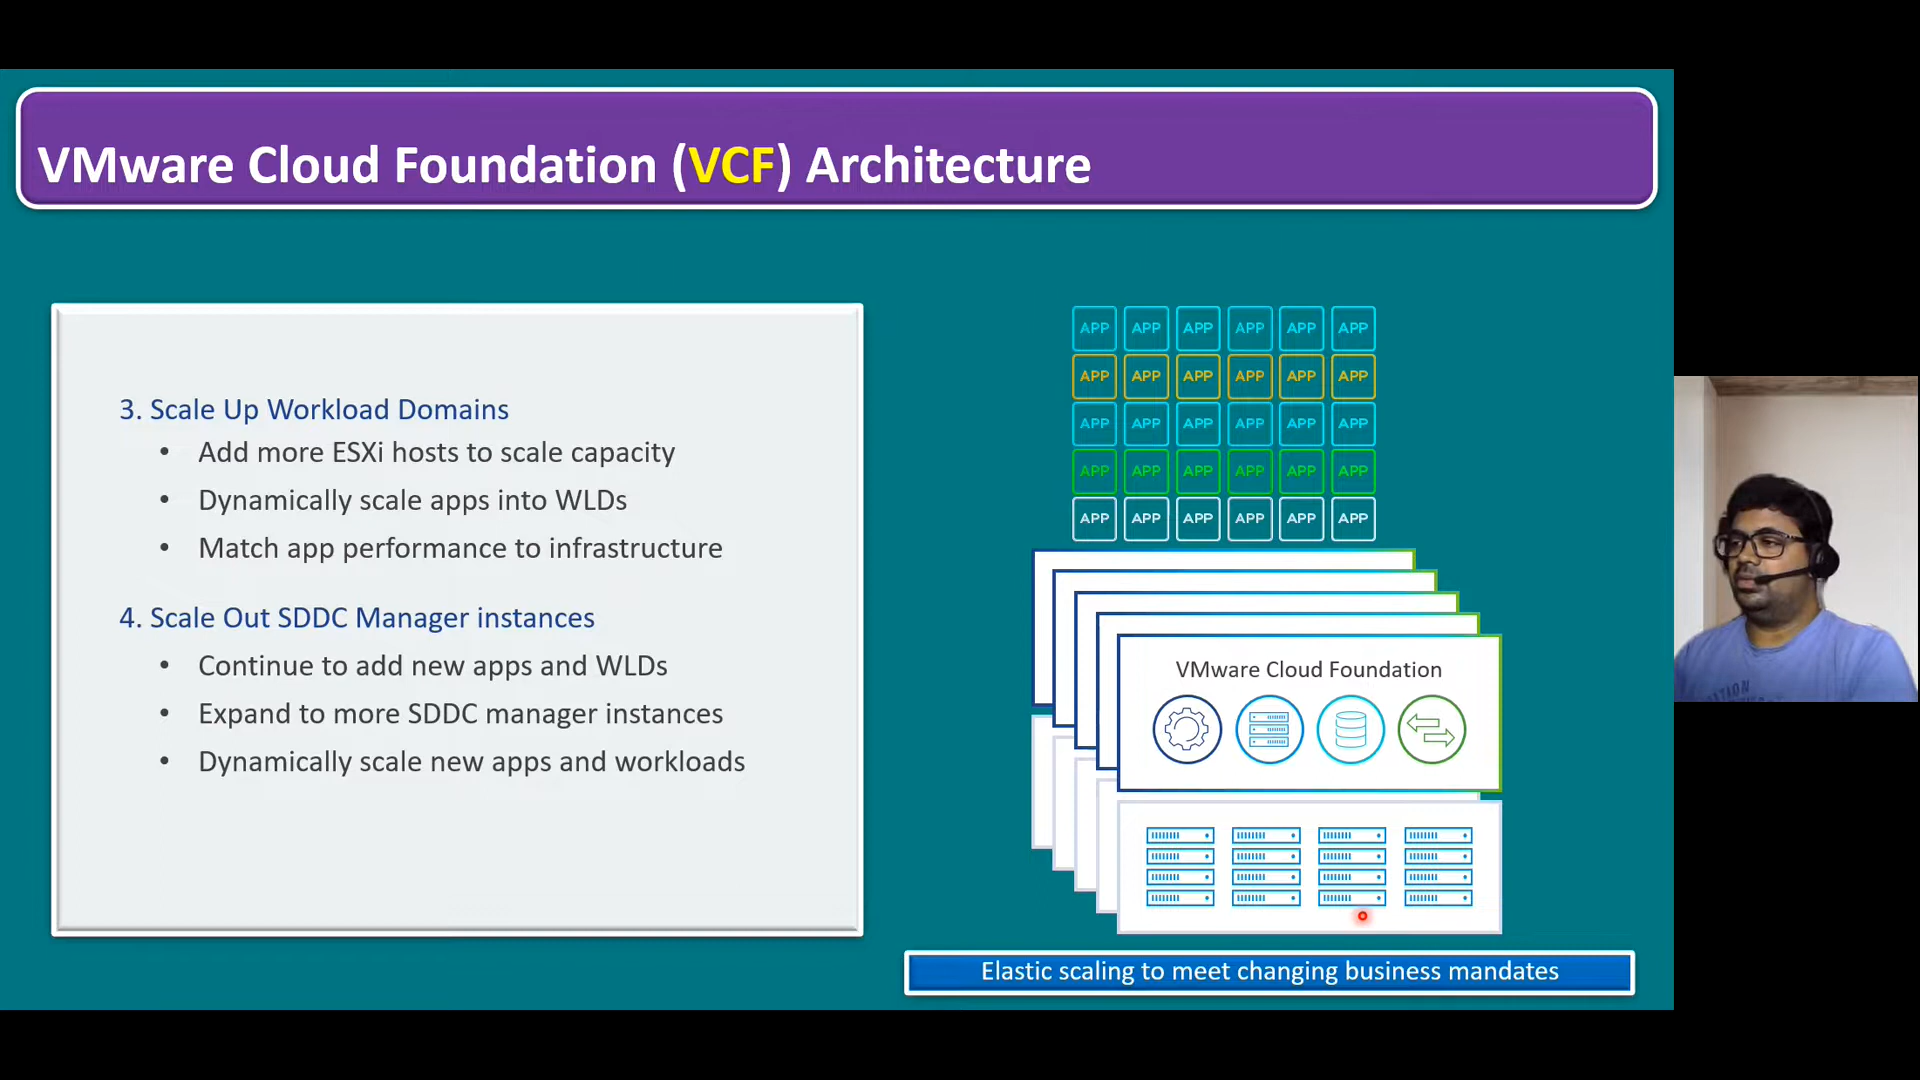 VMware Cloud Foundation (VCF) Architecture
3. Scale Up Workload Domains
• Add more ESXi hosts to scale capacity
• Dynamically scale apps into WLDs
• Match app performance to infrastructure
4. Scale Out SDDC Manager instances
• Continue to add new apps and WLDs
• Expand to more SDDC manager instances
• Dynamically scale new apps and workloads
APP APP APP APP APP APP
APP APP APP APP APP APP
APP APP APP APP APP APP
APP APP APP APP APP APP
APP APP APP APP APP APP
VMware Cloud Foundation
Elastic scaling to meet changing business mandates